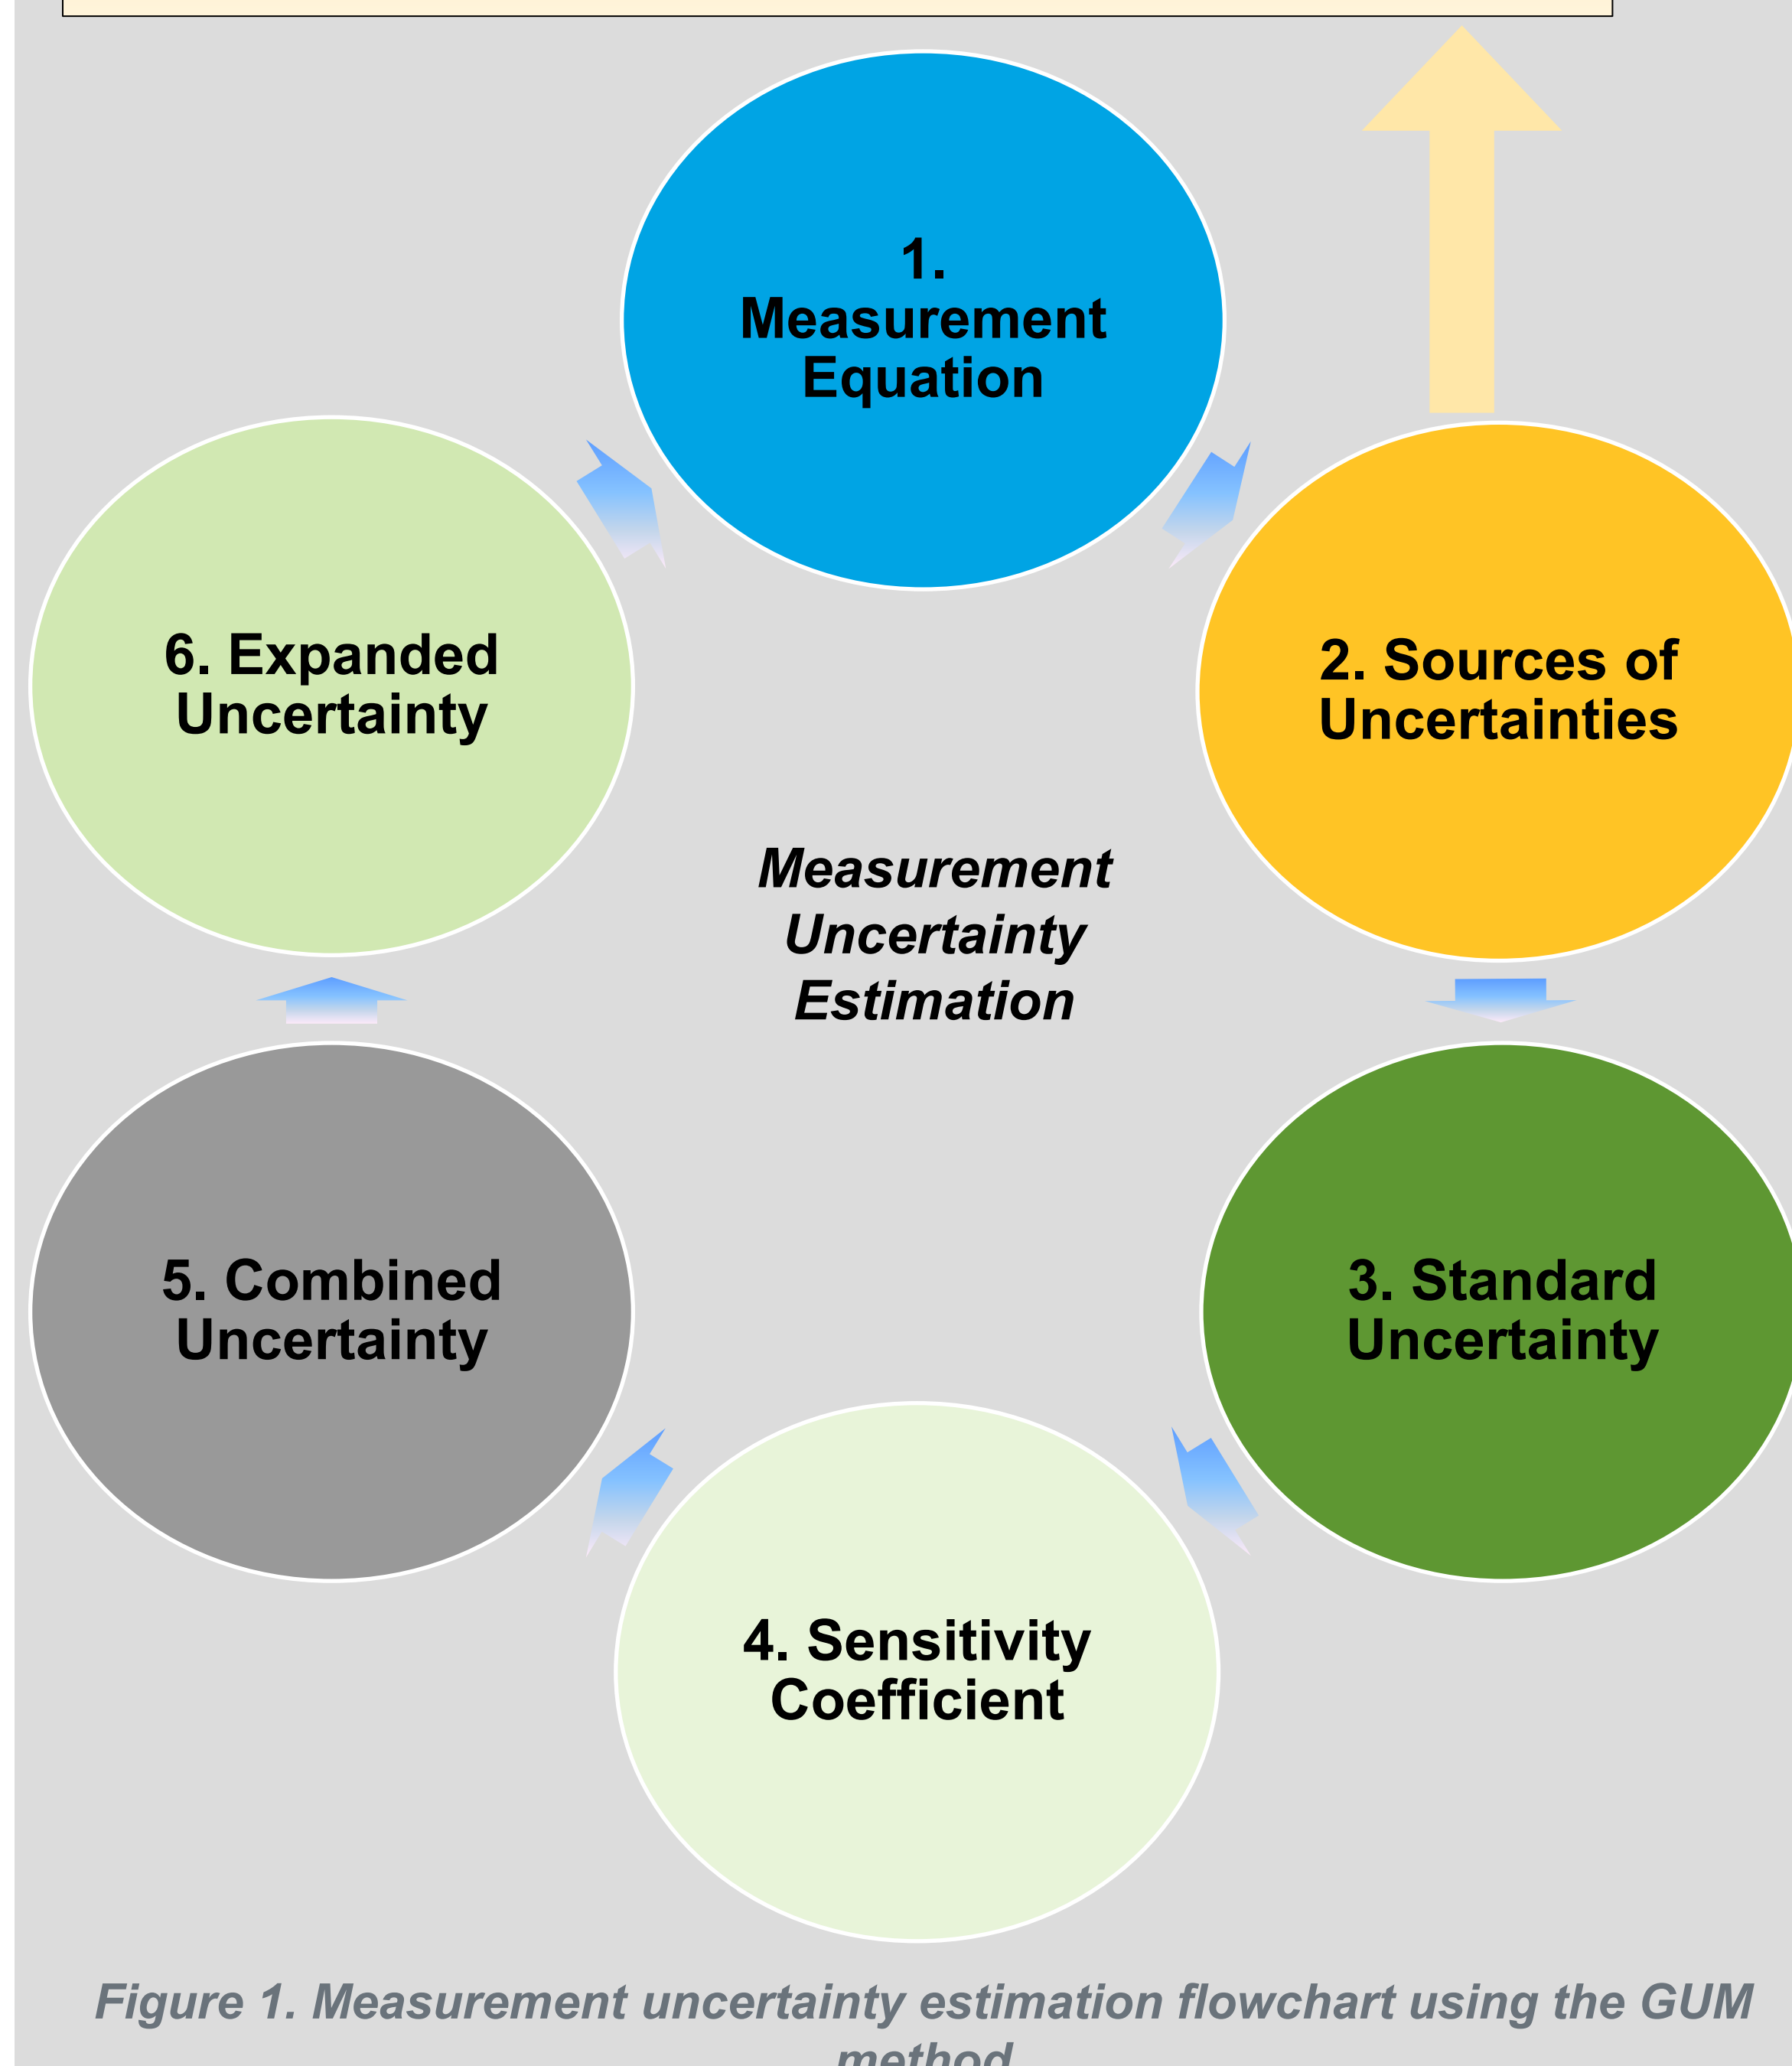 1.
Measurement
Equation
2. Sources of
Uncertainties
3. Standard
Uncertainty
4. Sensitivity
Coefficient
5. Combined
Uncertainty
6. Expanded
Uncertainty
Measurement
Uncertainty
Estimation
Figure 1. Measurement uncertainty estimation flowchart using the GUM
method